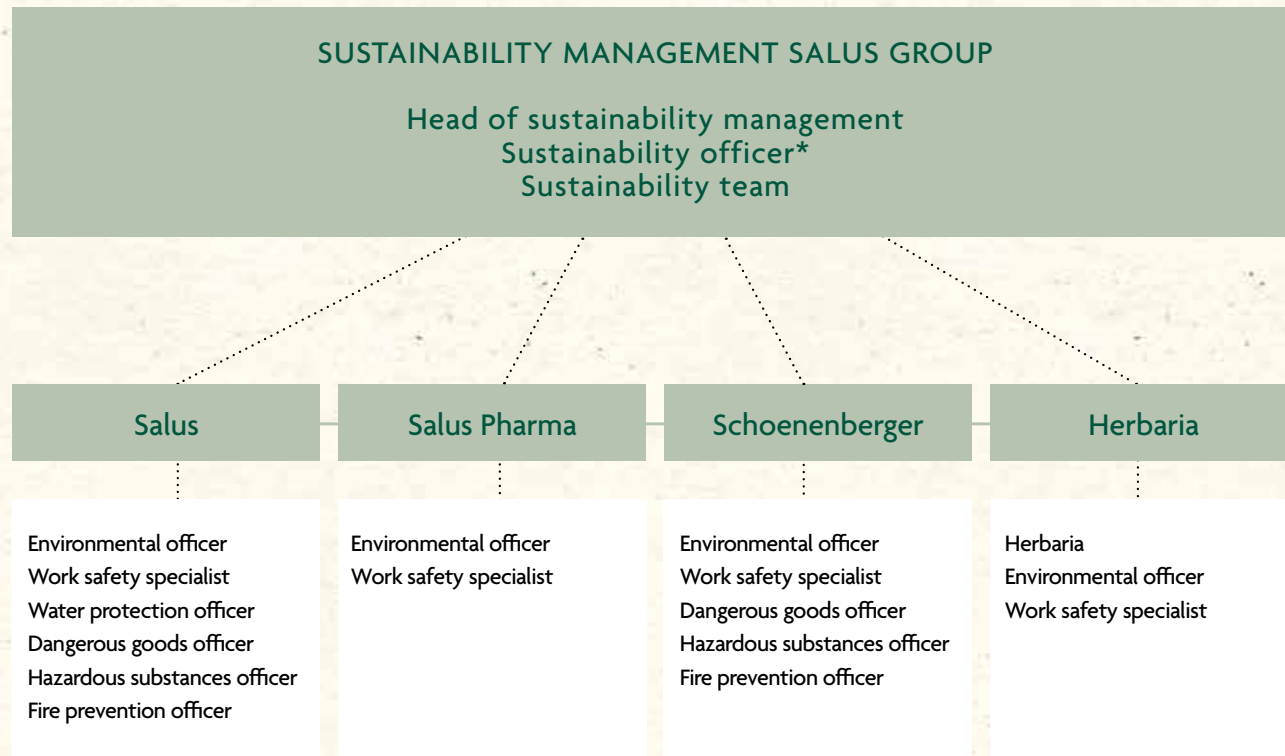 SUSTAINABILITY MANAGEMENT SALUS GROUP
Head of sustainability management
Sustainability officer*
Sustainability team
Salus
Environmental officer
Work safety specialist
Water protection officer
Dangerous goods officer
Hazardous substances officer
Fire prevention officer
Salus Pharma
Environmental officer
Work safety specialist
Schoenenberger
Environmental officer
Work safety specialist
Dangerous goods officer
Hazardous substances officer
Fire prevention officer
Herbaria
Herbaria
Environmental officer
Work safety specialist